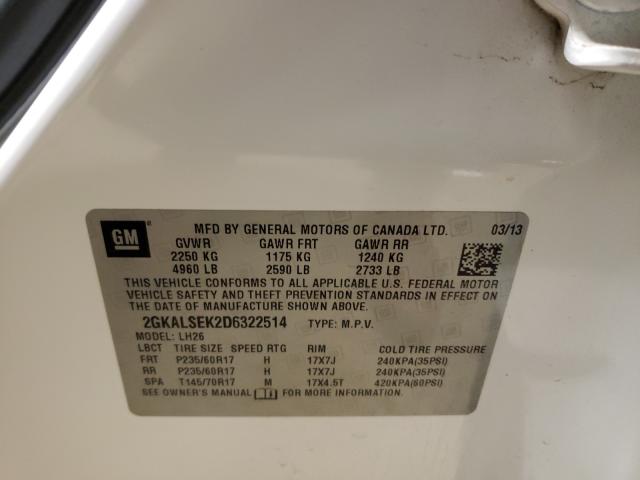 GM
MFD BY GENERAL MOTORS OF CANADA LTD. 03/13
GVWR GAWR FRT GAWR RR
2250 KG 1175 KG 1240 KG
4960 LB 2590 LB 2733 LB
THIS VEHICLE CONFORMS TO ALL APPLICABLE U.S. FEDERAL MOTOR
VEHICLE SAFETY AND THEFT PREVENTION STANDARDS IN EFFECT ON
THE DATE OF MANUFACTURE SHOWN ABOVE.
2GKALSEK2D6322514 TYPE: M.P.V.
MODEL: LH26
LBCT TIRE SIZE SPEED RTG RIM COLD TIRE PRESSURE
FRT P235/60R17 H 17X7J 240KPA(35PSI)
RR P235/60R17 H 17X7J 240KPA(35PSI)
SPA T145/70R17 M 17X4.5T 420KPA(60PSI)
SEE OWNER'S MANUAL FOR MORE INFORMATION.